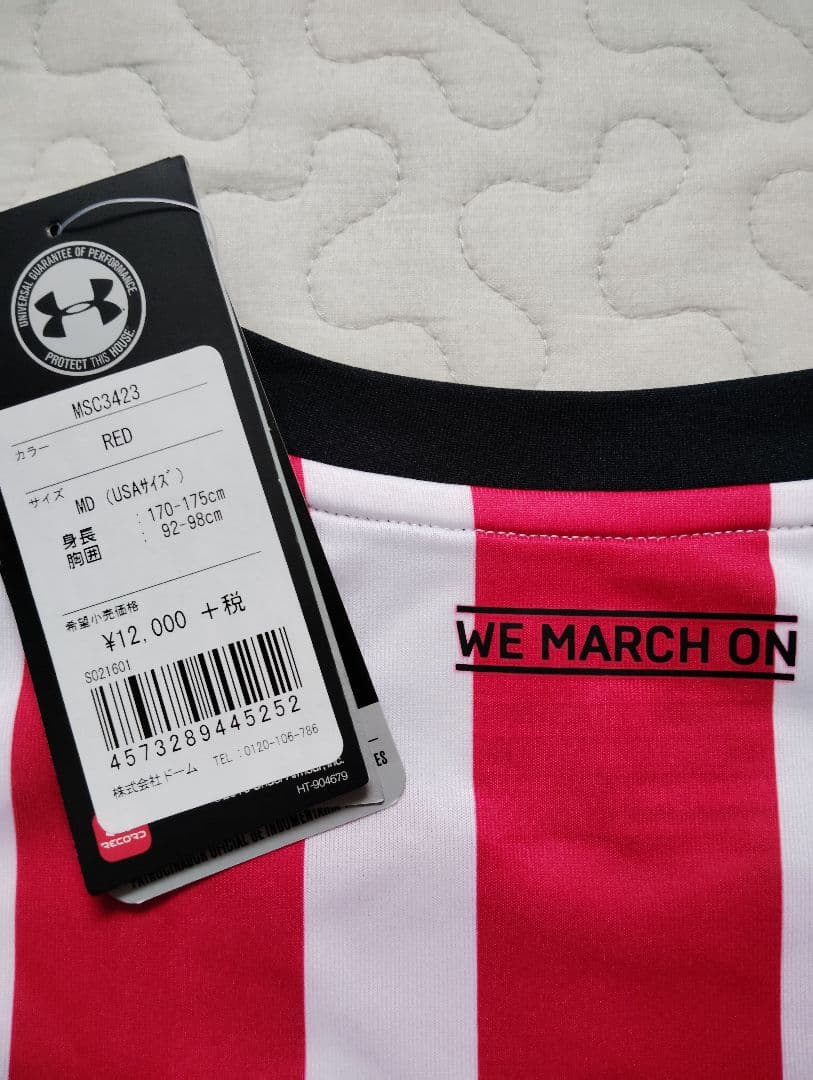 UNIVERSAL GUARANTEE OF PERFORMANCE.
PROTECT THIS HOUSE.
MSC3423
カラー RED
サイズ MD (USAサイズ)
身長 : 170-175cm
胸囲 : 92-98cm
希望小売価格
¥12,000 +税
S021601
4573289445252
株式会社ドーム TEL:0120-106-786
HT-904679
RECORD
ES
WE MARCH ON